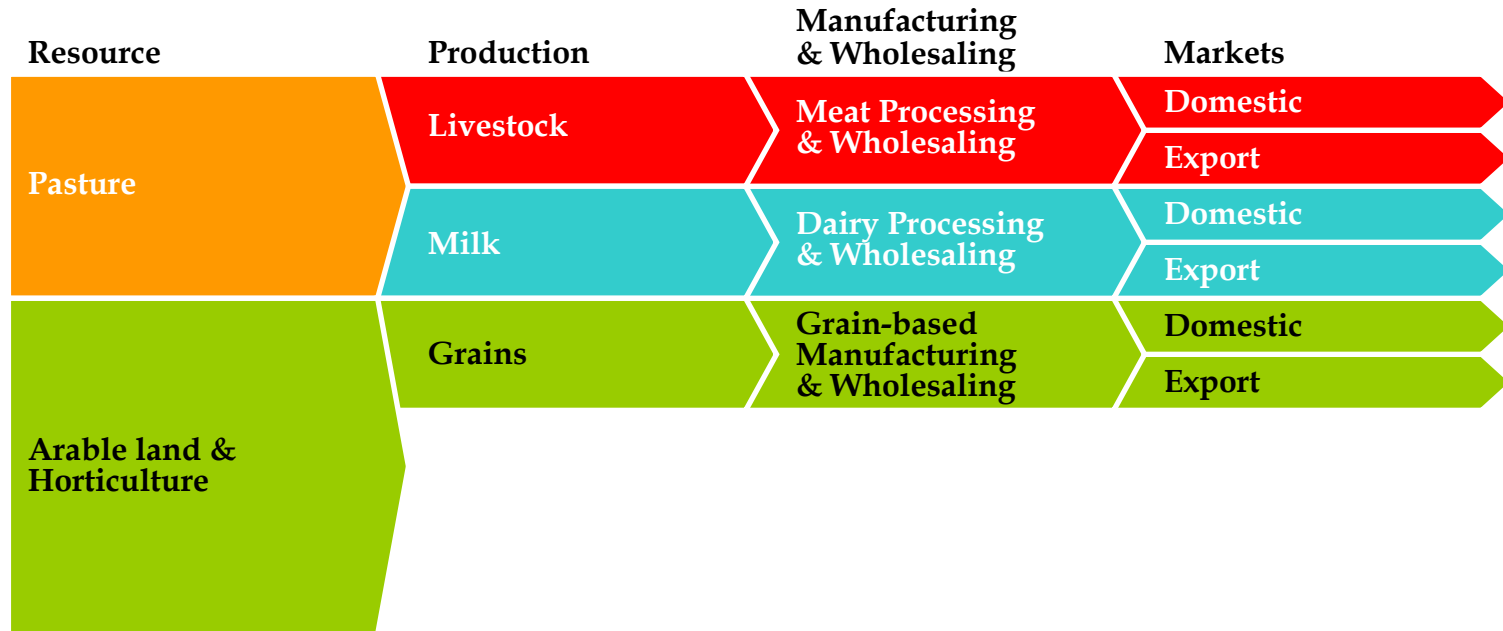 Resource
Production
Manufacturing
& Wholesaling
Markets
Pasture
Livestock
Meat Processing
& Wholesaling
Domestic
Export
Milk
Dairy Processing
& Wholesaling
Domestic
Export
Arable land &
Horticulture
Grains
Grain-based
Manufacturing
& Wholesaling
Domestic
Export